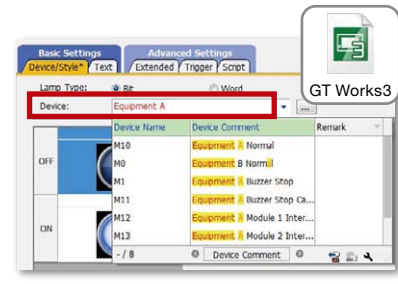 Basic Settings Advanced Settings
Device/Style* Text Extended Trigger Script
GT Works3
Lamp Type: Bit Word
Device: Equipment A ...
Device Name Device Comment Remark
M10 Equipment A Normal
OFF M0 Equipment B Normal
M1 Equipment A Buzzer Stop
M11 Equipment A Buzzer Stop Ca...
ON M12 Equipment A Module 1 Inter...
M13 Equipment A Module 2 Inter...
- / 8 Device Comment